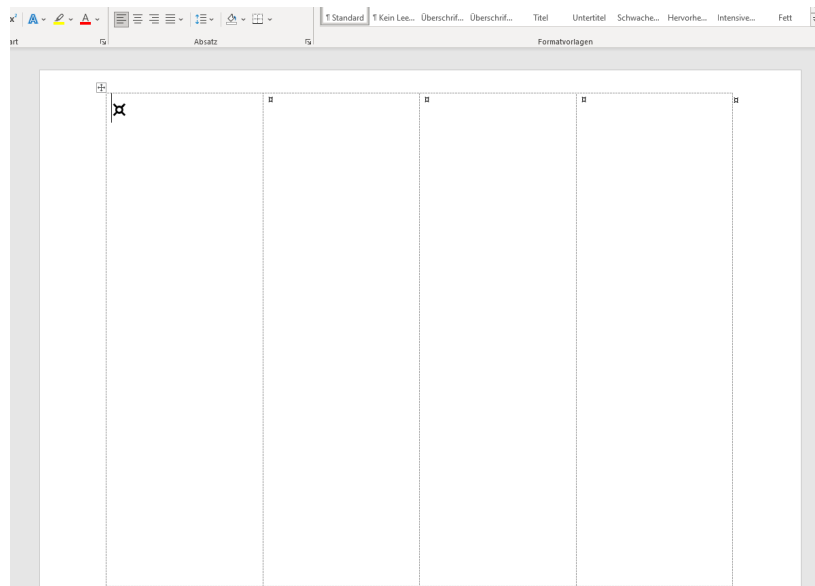 ¶ Standard ¶ Kein Lee... Überschrif... Überschrif... Titel Untertitel Schwache... Hervorhe... Intensive... Fett
art Absatz Formatvorlagen
¤ ¤ ¤ ¤ ¤